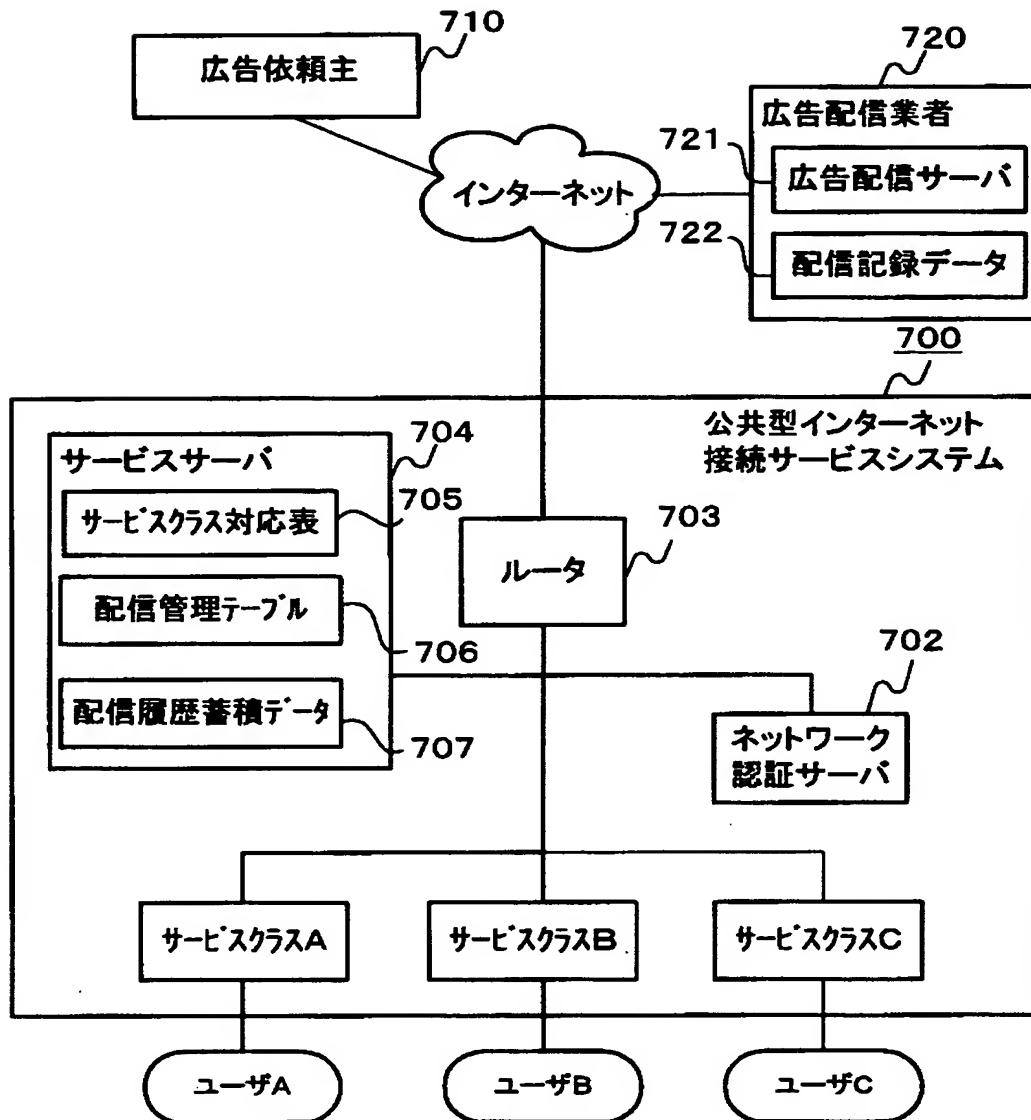 710
広告依頼主
720
広告配信業者
721
広告配信サーバ
インターネット
722
配信記録データ
700
公共型インターネット
接続サービスシステム
704
サービスサーバ
705
サービスクラス対応表
703
ルータ
配信管理テーブル
706
702
配信履歴蓄積データ
707
ネットワーク
認証サーバ
サービスクラスA
サービスクラスB
サービスクラスC
ユーザA
ユーザB
ユーザC